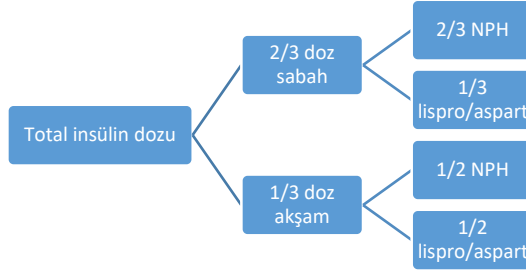 Total insülin dozu
2/3 doz
sabah
2/3 NPH
1/3
lispro/aspart
1/3 doz
akşam
1/2 NPH
1/2
lispro/aspart